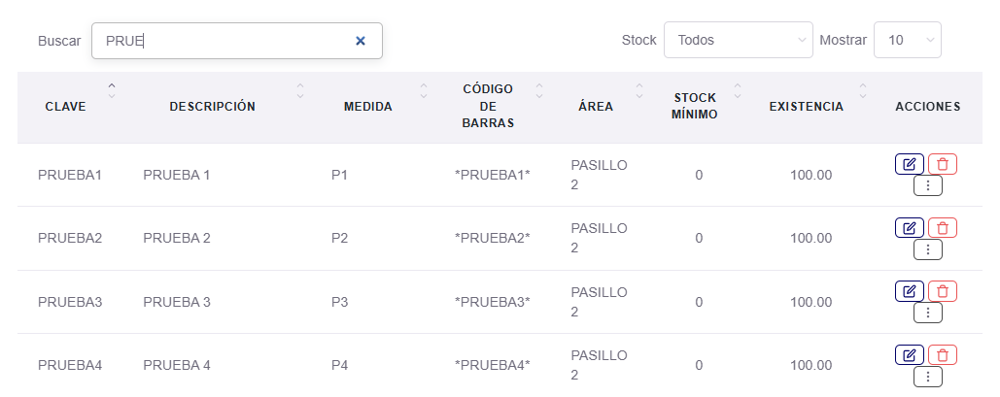 Buscar PRUE Stock Todos Mostrar 10
CLAVE DESCRIPCIÓN MEDIDA CÓDIGO DE BARRAS ÁREA STOCK MÍNIMO EXISTENCIA ACCIONES
PRUEBA1 PRUEBA 1 P1 *PRUEBA1* PASILLO 2 0 100.00
PRUEBA2 PRUEBA 2 P2 *PRUEBA2* PASILLO 2 0 100.00
PRUEBA3 PRUEBA 3 P3 *PRUEBA3* PASILLO 2 0 100.00
PRUEBA4 PRUEBA 4 P4 *PRUEBA4* PASILLO 2 0 100.00